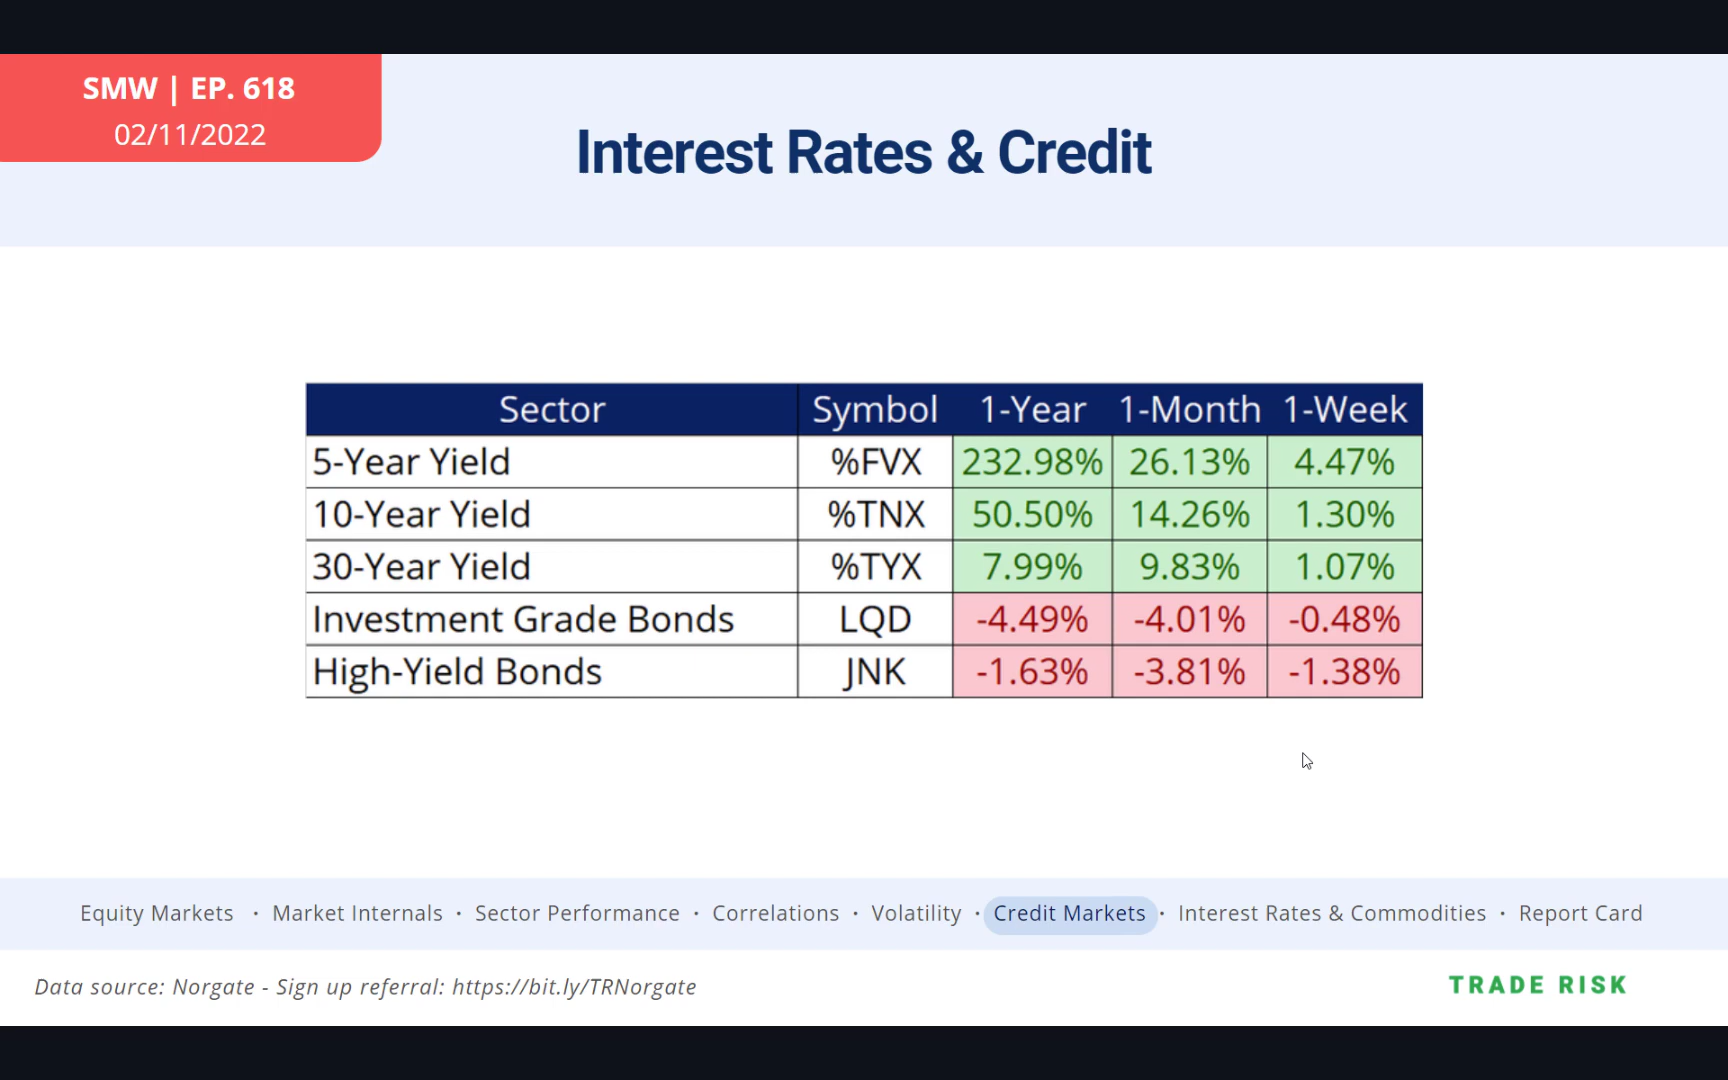 SMW | EP. 618
02/11/2022
Interest Rates & Credit
Sector Symbol 1-Year 1-Month 1-Week
5-Year Yield %FVX 232.98% 26.13% 4.47%
10-Year Yield %TNX 50.50% 14.26% 1.30%
30-Year Yield %TYX 7.99% 9.83% 1.07%
Investment Grade Bonds LQD -4.49% -4.01% -0.48%
High-Yield Bonds JNK -1.63% -3.81% -1.38%
Equity Markets · Market Internals · Sector Performance · Correlations · Volatility · Credit Markets · Interest Rates & Commodities · Report Card
Data source: Norgate - Sign up referral: https://bit.ly/TRNorgate
TRADE RISK